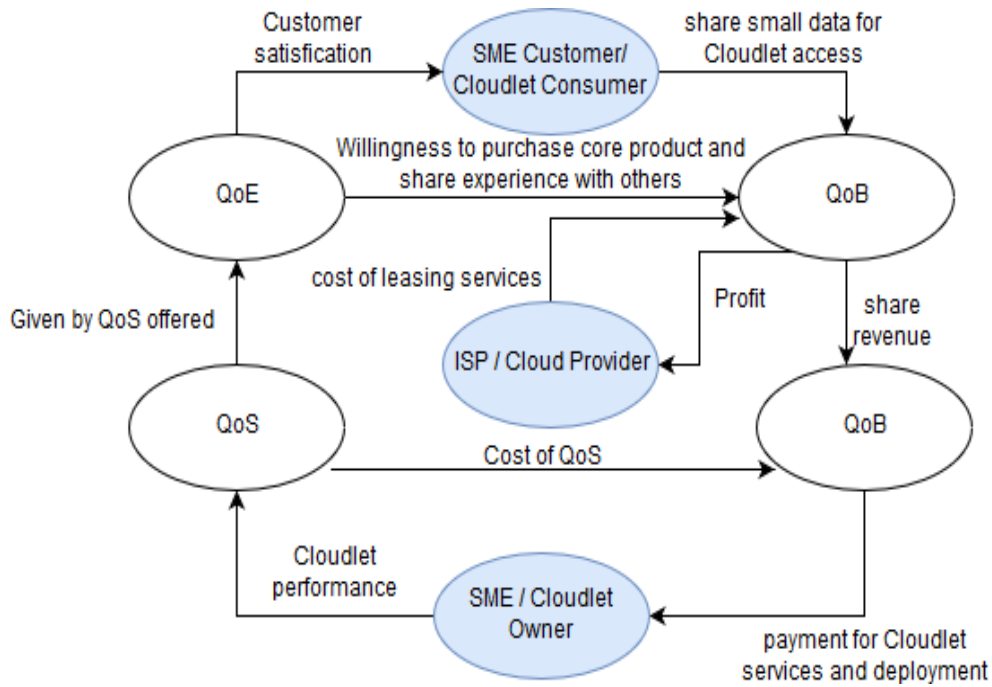 Customer
satisfaction
SME Customer/
Cloudlet Consumer
share small data for
Cloudlet access
Willingness to purchase core product and
share experience with others
QoE
QoB
cost of leasing services
Profit
Given by QoS offered
share
revenue
ISP / Cloud Provider
QoS
QoB
Cost of QoS
Cloudlet
performance
SME / Cloudlet
Owner
payment for Cloudlet
services and deployment